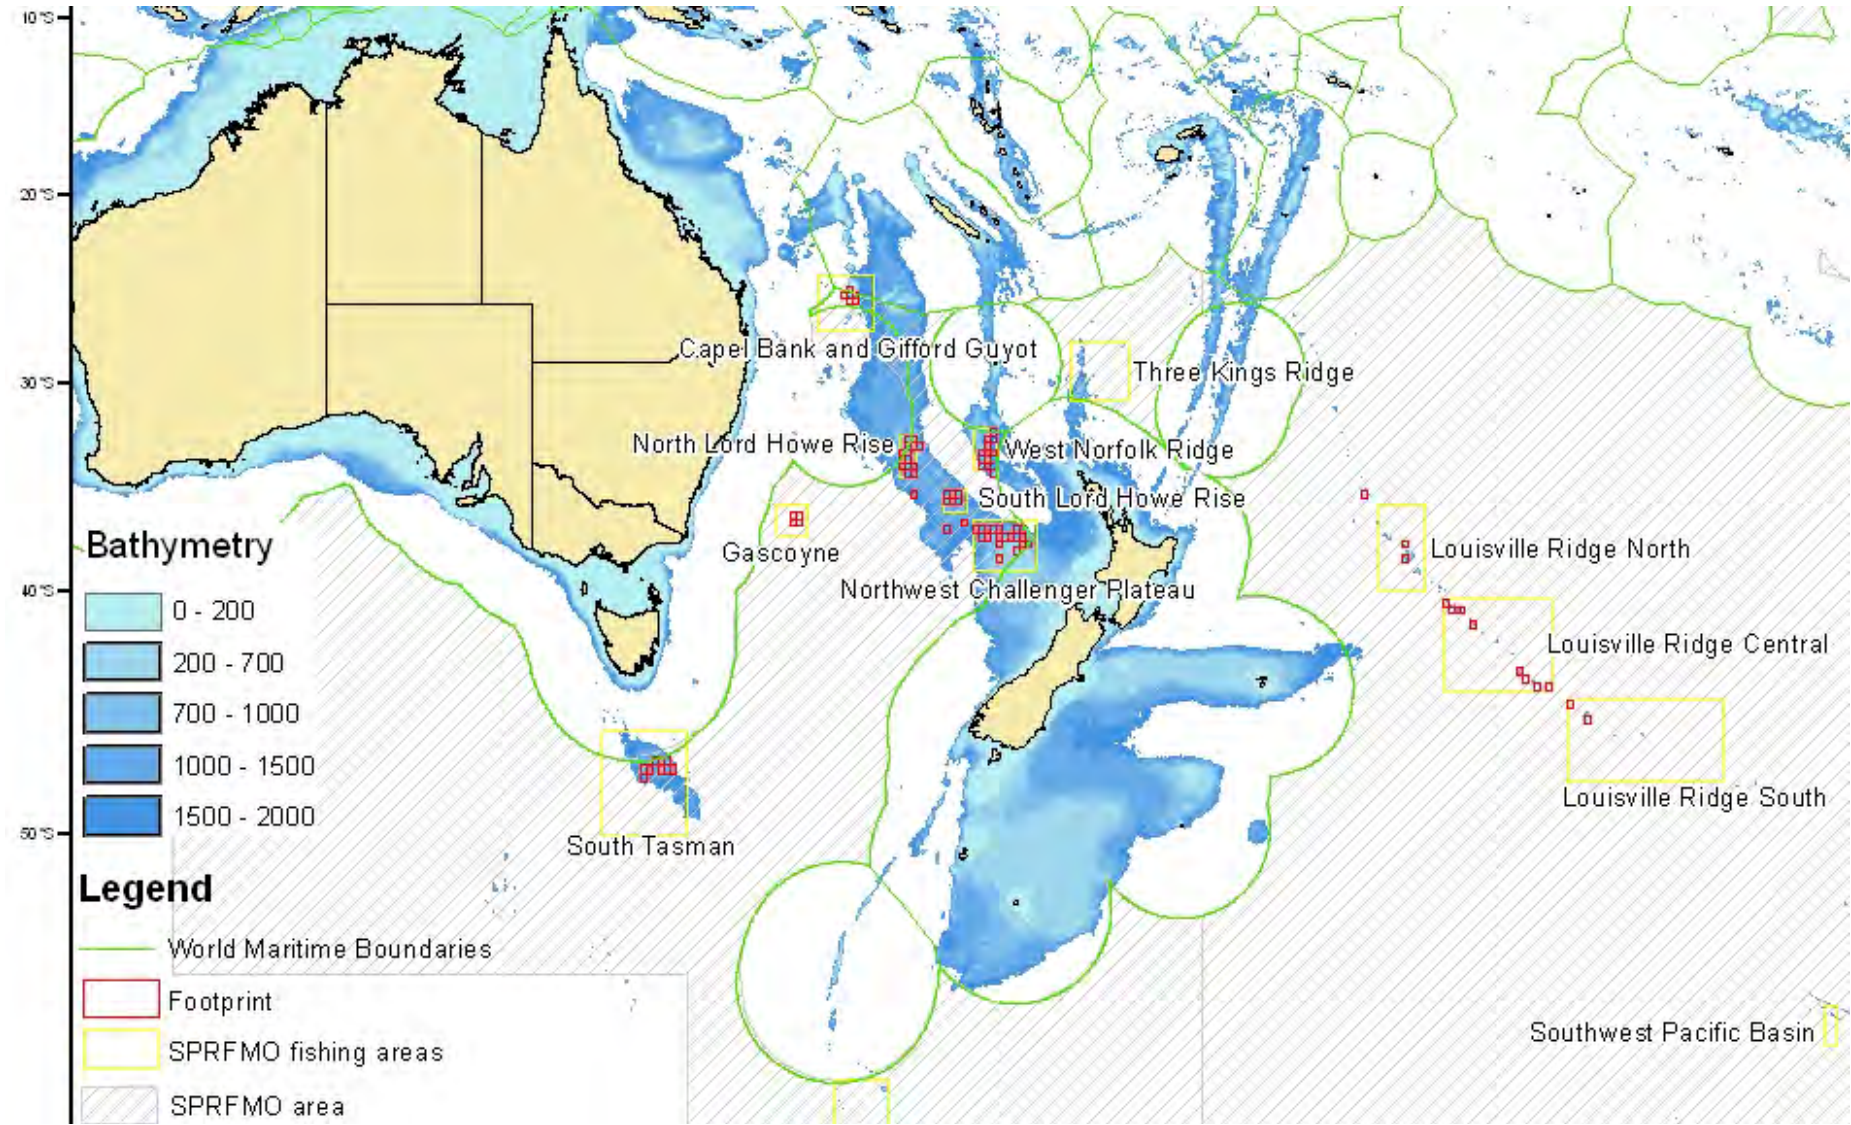 10°S
20°S
30°S
40°S
50°S
Capel Bank and Gifford Guyot
Three Kings Ridge
North Lord Howe Rise
West Norfolk Ridge
South Lord Howe Rise
Gascoyne
Northwest Challenger Plateau
Louisville Ridge North
Louisville Ridge Central
Louisville Ridge South
South Tasman
Southwest Pacific Basin
Bathymetry
0 - 200
200 - 700
700 - 1000
1000 - 1500
1500 - 2000
Legend
World Maritime Boundaries
Footprint
SPRFMO fishing areas
SPRFMO area